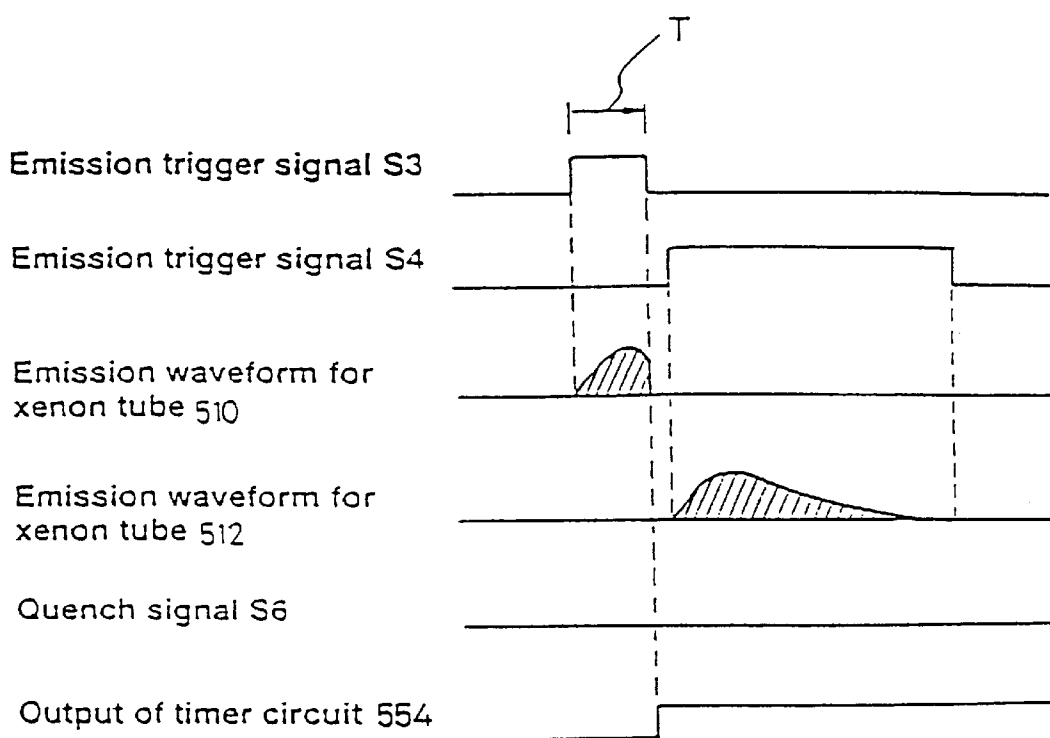 T
Emission trigger signal S3
Emission trigger signal S4
Emission waveform for
xenon tube 510
Emission waveform for
xenon tube 512
Quench signal S6
Output of timer circuit 554